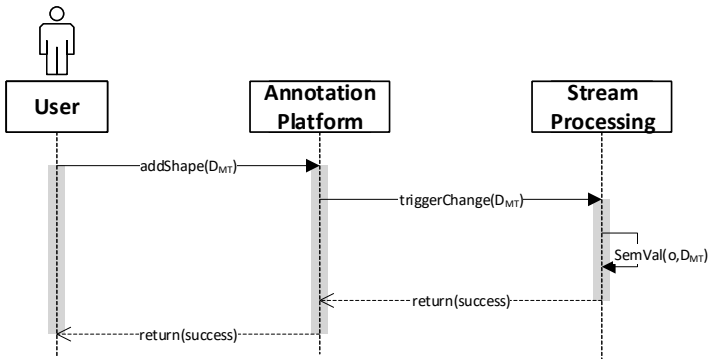 User
Annotation
Platform
Stream
Processing
addShape(D_MT)
triggerChange(D_MT)
SemVal(o,D_MT)
return(success)
return(success)